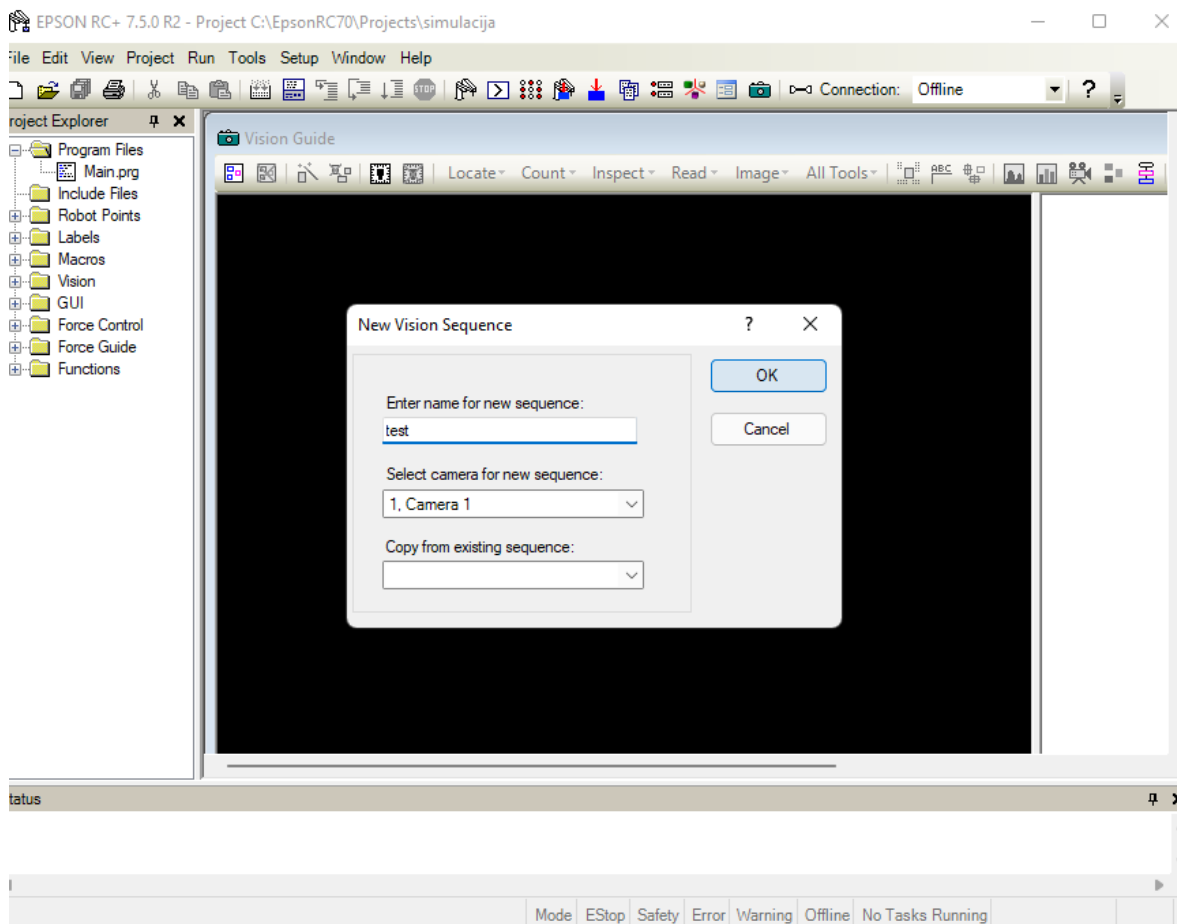 EPSON RC+ 7.5.0 R2 - Project C:\EpsonRC70\Projects\simulacija
File Edit View Project Run Tools Setup Window Help
STOP Connection: Offline ?
roject Explorer
Program Files
Main.prg
Include Files
Robot Points
Labels
Macros
Vision
GUI
Force Control
Force Guide
Functions
Vision Guide
Locate Count Inspect Read Image All Tools ABC
New Vision Sequence ?
Enter name for new sequence:
test
Select camera for new sequence:
1, Camera 1
Copy from existing sequence:
OK
Cancel
tatus
Mode EStop Safety Error Warning Offline No Tasks Running